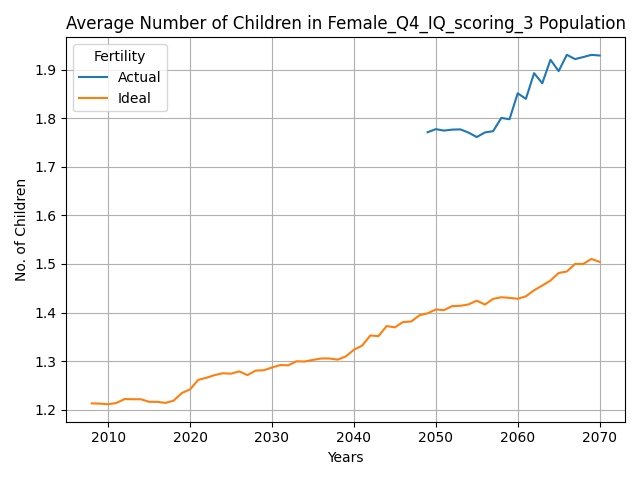 Average Number of Children in Female_Q4_IQ_scoring_3 Population
Fertility
Actual
Ideal
No. of Children
1.9
1.8
1.7
1.6
1.5
1.4
1.3
1.2
2010 2020 2030 2040 2050 2060 2070
Years